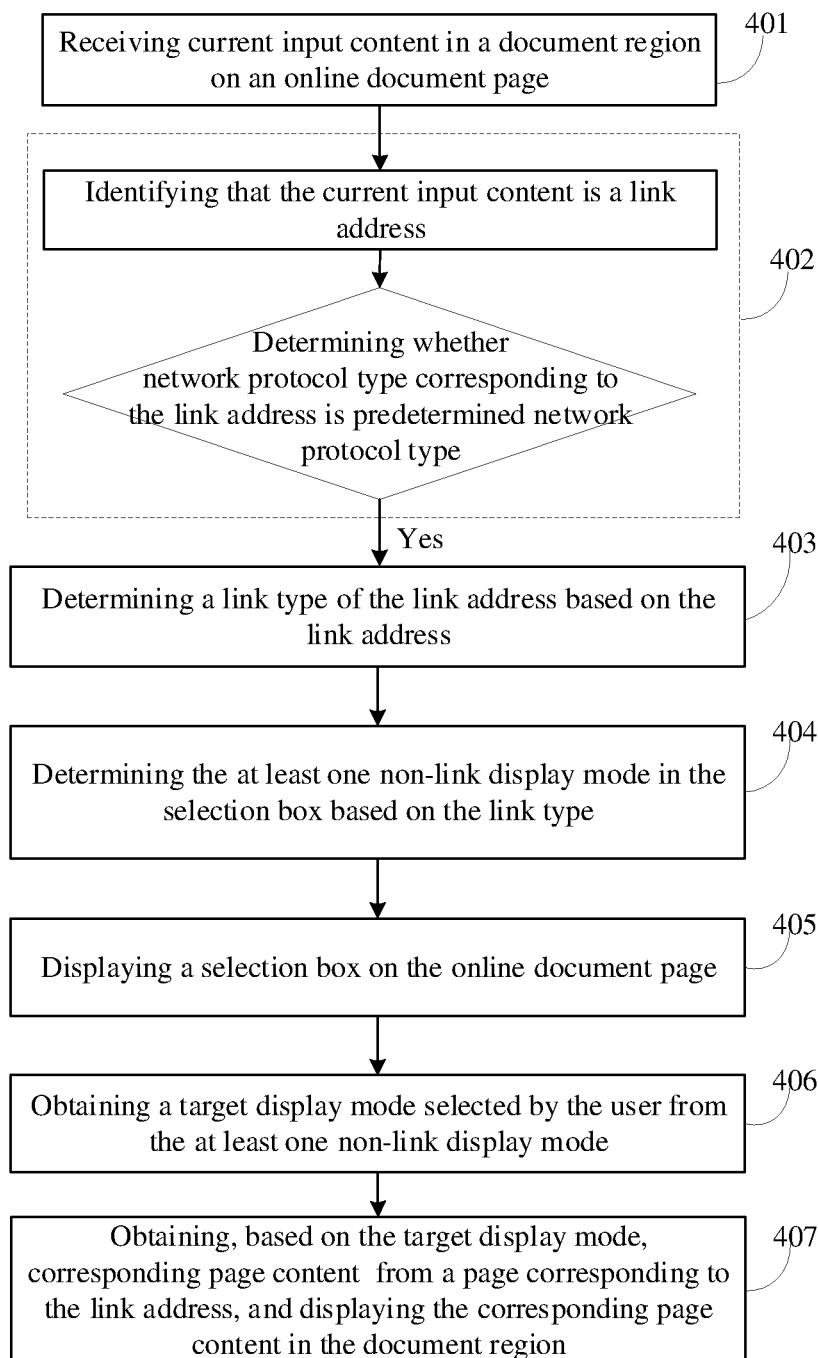 401
Receiving current input content in a document region
on an online document page
Identifying that the current input content is a link
address
402
Determining whether
network protocol type corresponding to
the link address is predetermined network
protocol type
Yes
403
Determining a link type of the link address based on the
link address
404
Determining the at least one non-link display mode in the
selection box based on the link type
405
Displaying a selection box on the online document page
406
Obtaining a target display mode selected by the user from
the at least one non-link display mode
407
Obtaining, based on the target display mode,
corresponding page content from a page corresponding to
the link address, and displaying the corresponding page
content in the document region